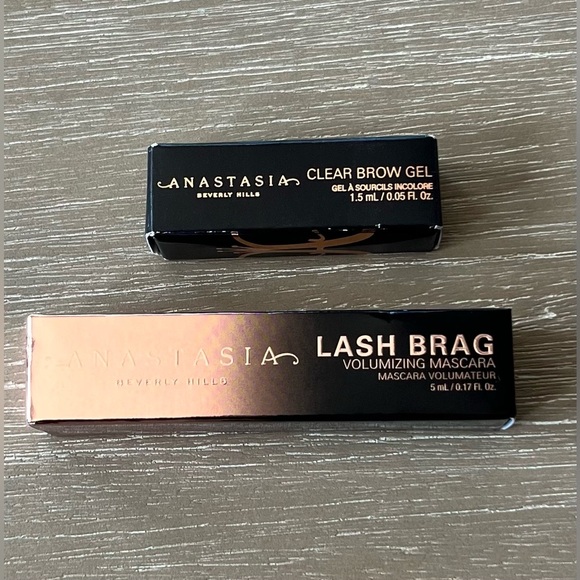 ANASTASIA
BEVERLY HILLS
CLEAR BROW GEL
GEL À SOURCILS INCOLORE
1.5 mL / 0.05 Fl. Oz.
ANASTASIA
BEVERLY HILLS
LASH BRAG
VOLUMIZING MASCARA
MASCARA VOLUMATEUR
5 mL / 0.17 Fl. Oz.